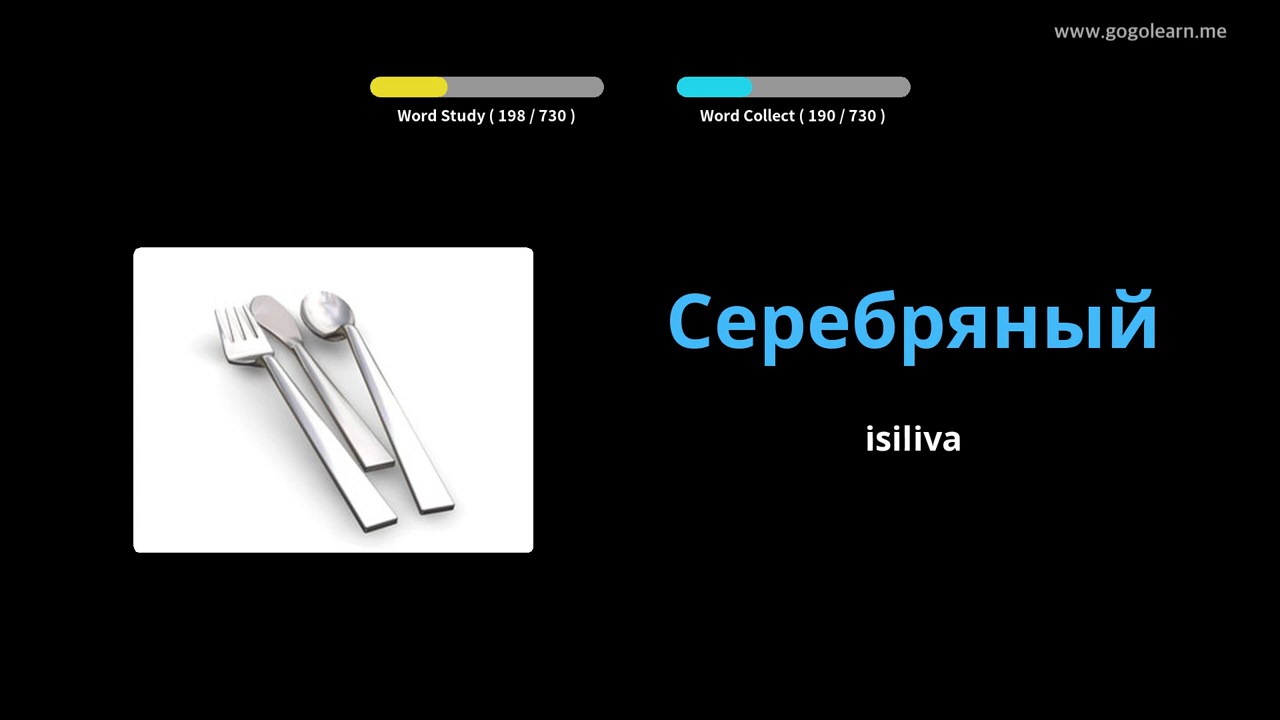 www.gogolearn.me
Word Study ( 198 / 730 )
Word Collect ( 190 / 730 )
Серебряный
isiliva